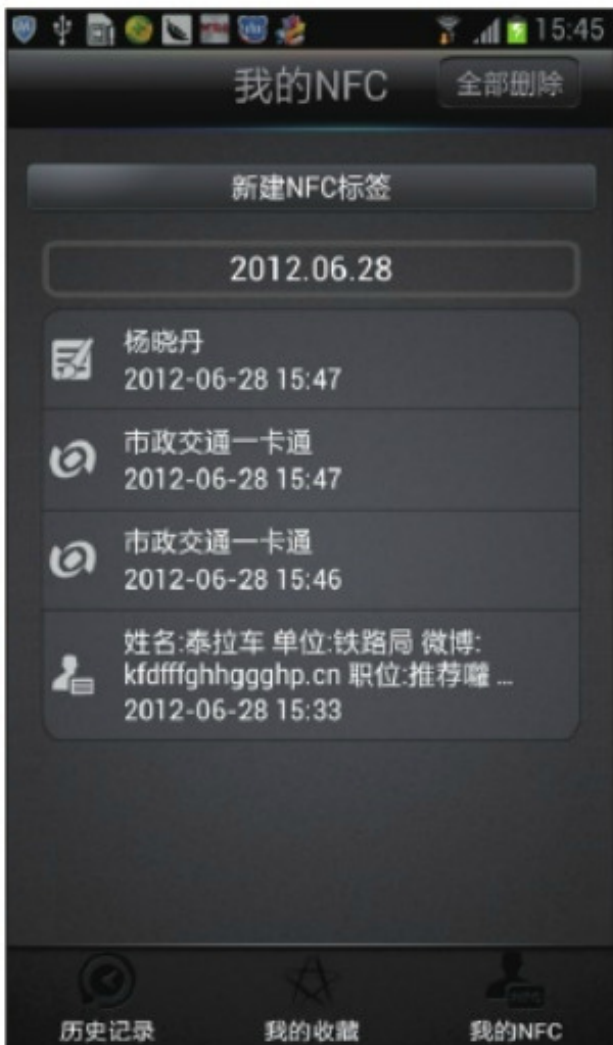 15:45
我的NFC
全部删除
新建NFC标签
2012.06.28
杨晓丹
2012-06-28 15:47
市政交通一卡通
2012-06-28 15:47
市政交通一卡通
2012-06-28 15:46
姓名:泰拉车 单位:铁路局 微博:
kfdfffghhggghp.cn 职位:推荐嚾 ...
2012-06-28 15:33
历史记录
我的收藏
我的NFC